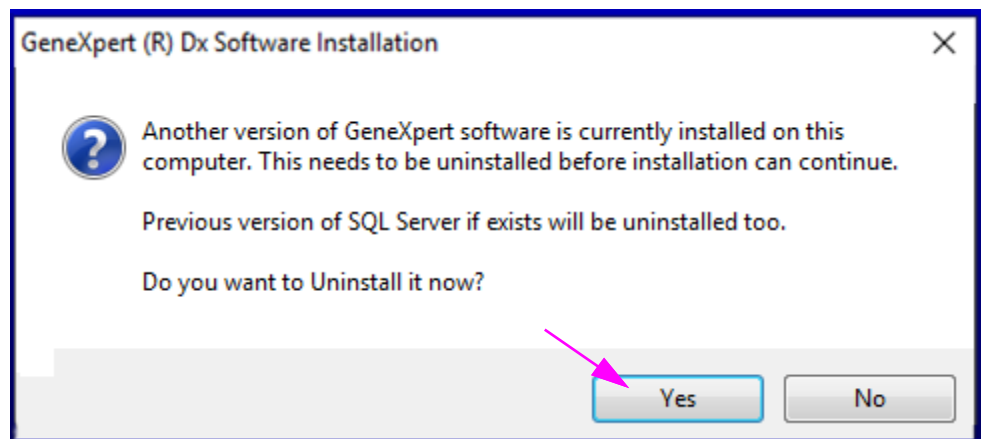 GeneXpert (R) Dx Software Installation
Another version of GeneXpert software is currently installed on this
computer. This needs to be uninstalled before installation can continue.
Previous version of SQL Server if exists will be uninstalled too.
Do you want to Uninstall it now?
Yes No